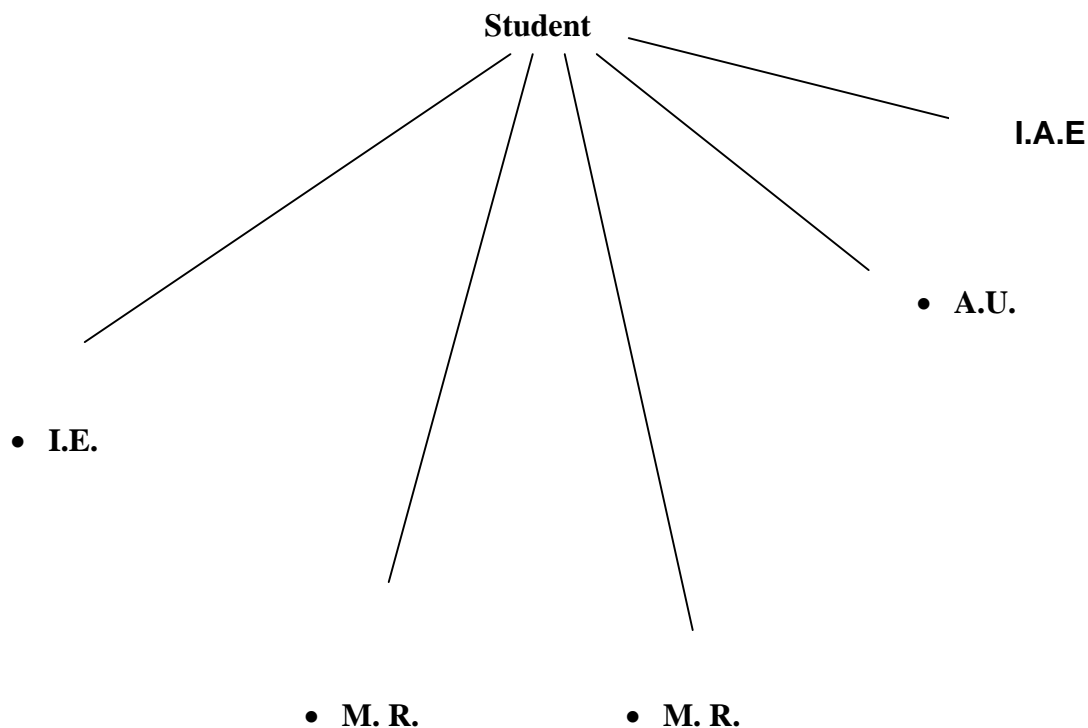 Student
I.A.E
• A.U.
• I.E.
• M. R. • M. R.